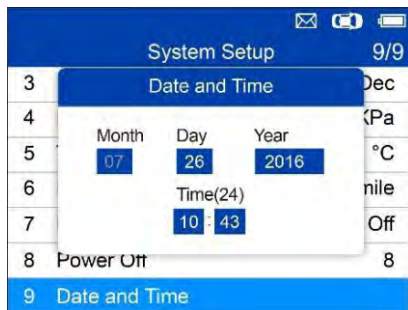 System Setup 9/9
3 Dec
Date and Time
4 KPa
Month Day Year
5 °C
07 26 2016
6 mile
Time(24)
7 Off
10 : 43
8 Power Off 8
9 Date and Time